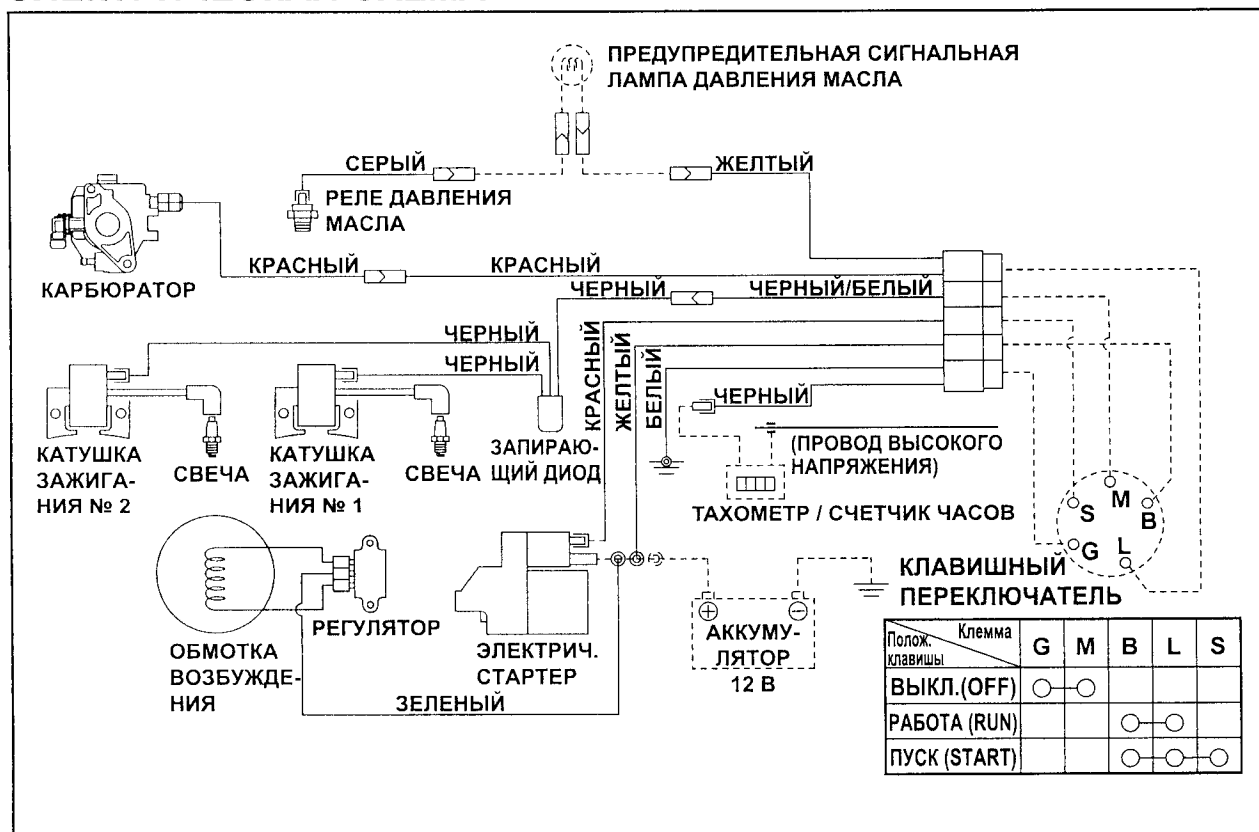 ПРЕДУПРЕДИТЕЛЬНАЯ СИГНАЛЬНАЯ
ЛАМПА ДАВЛЕНИЯ МАСЛА
СЕРЫЙ
ЖЕЛТЫЙ
РЕЛЕ ДАВЛЕНИЯ
МАСЛА
КАРБЮРАТОР
КРАСНЫЙ
КРАСНЫЙ
ЧЕРНЫЙ
ЧЕРНЫЙ/БЕЛЫЙ
ЧЕРНЫЙ
ЧЕРНЫЙ
КРАСНЫЙ
ЖЕЛТЫЙ
БЕЛЫЙ
ЧЕРНЫЙ
(ПРОВОД ВЫСОКОГО
НАПРЯЖЕНИЯ)
КАТУШКА
ЗАЖИГА-
НИЯ № 2
СВЕЧА
КАТУШКА
ЗАЖИГА-
НИЯ № 1
СВЕЧА
ЗАПИРАЮ-
ЩИЙ ДИОД
ТАХОМЕТР / СЧЕТЧИК ЧАСОВ
S
M
B
G
L
КЛАВИШНЫЙ
ПЕРЕКЛЮЧАТЕЛЬ
ОБМОТКА
ВОЗБУЖДЕ-
НИЯ
РЕГУЛЯТОР
ЭЛЕКТРИЧ.
СТАРТЕР
ЗЕЛЕНЫЙ
+
−
АККУМУ-
ЛЯТОР
12 В
Полож. клавишы Клемма G M B L S
ВЫКЛ.(OFF)
РАБОТА (RUN)
ПУСК (START)